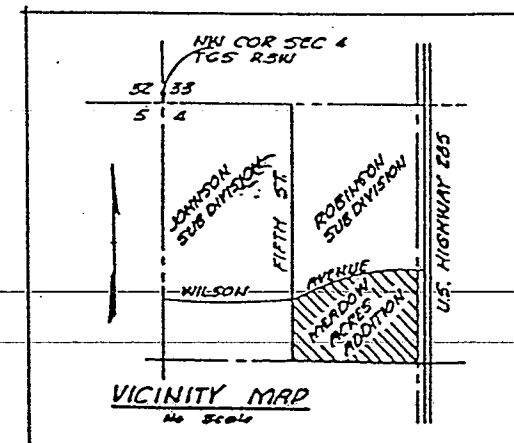 NW COR SEC 4
T6S R5W
32 33
5 4
JOHNSON
SUBDIVISION
FIFTH ST.
ROBINSON
SUBDIVISION
U.S. HIGHWAY 285
WILSON AVENUE
MEADOW
ACRES
ADDITION
VICINITY MAP
No Scale